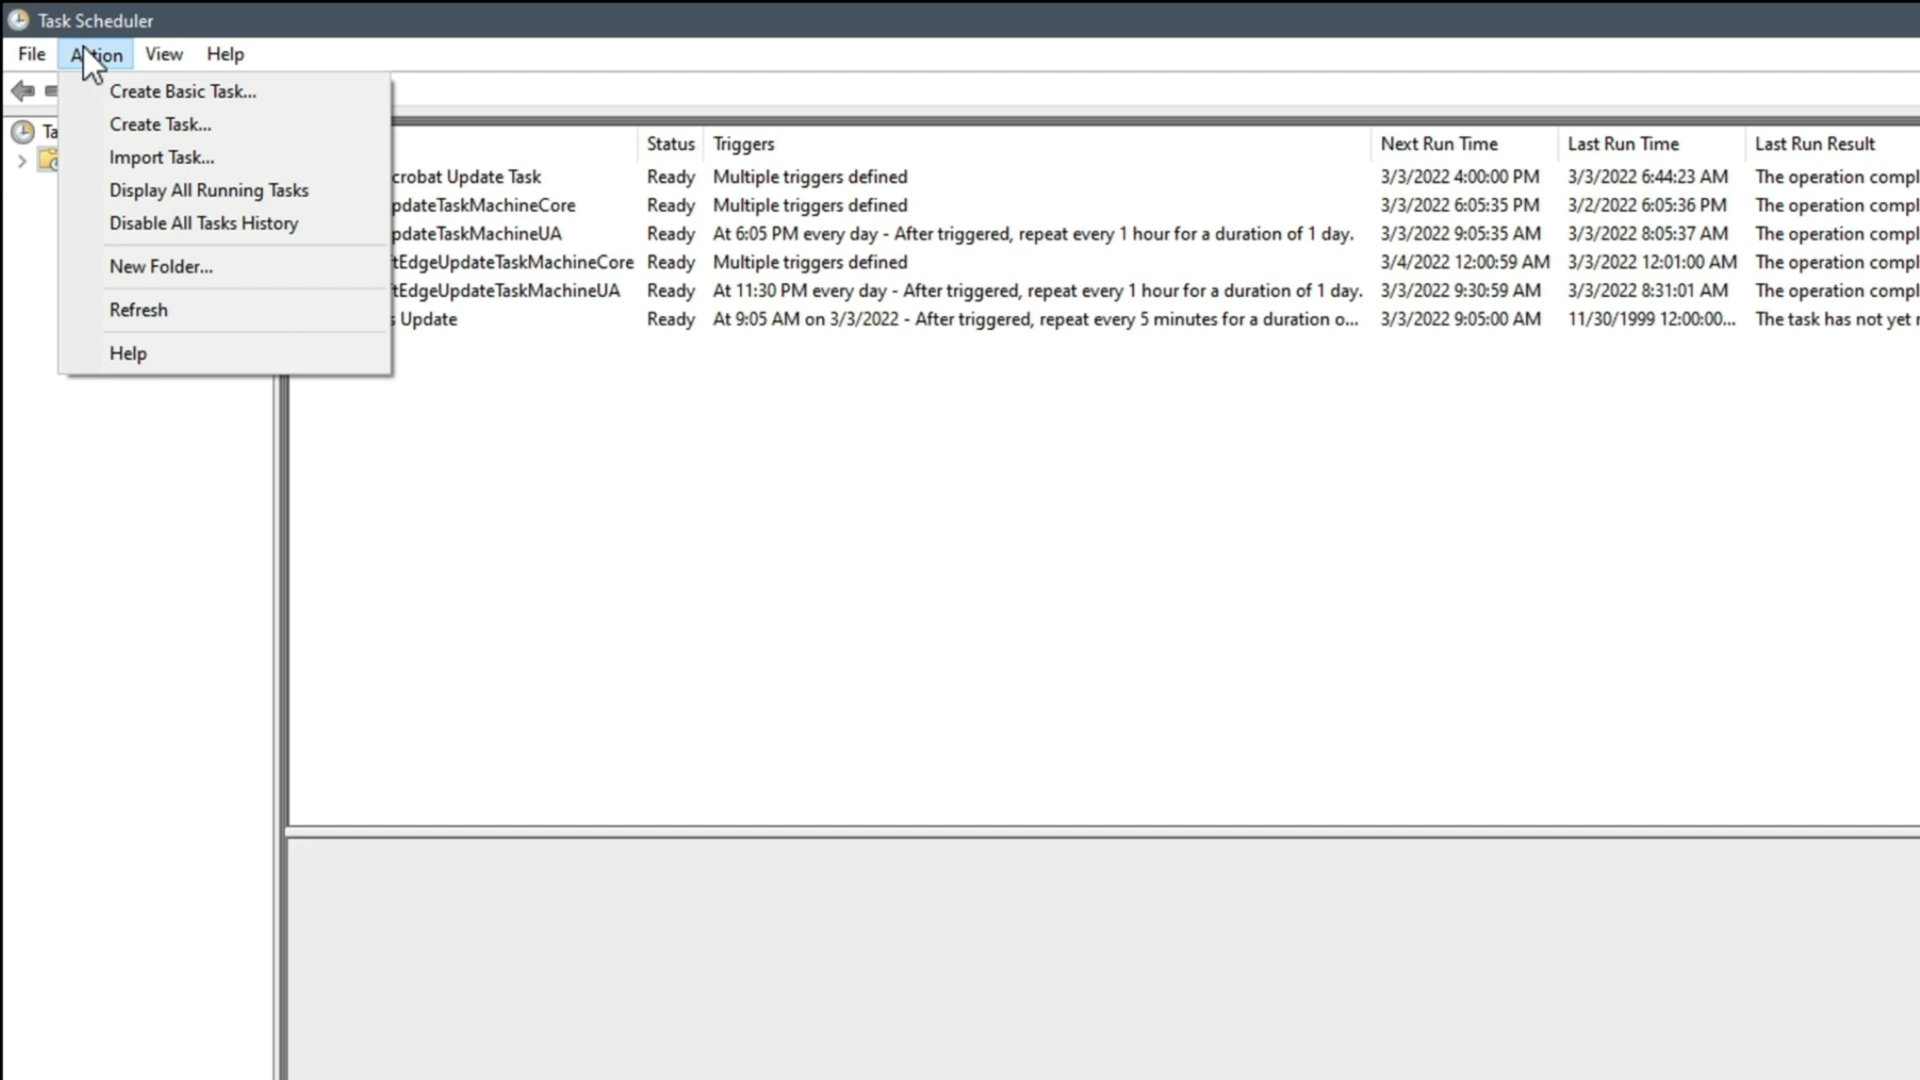 Task Scheduler
File Action View Help
Create Basic Task...
Create Task...
Import Task...
Display All Running Tasks
Disable All Tasks History
New Folder...
Refresh
Help
Ta
Status Triggers Next Run Time Last Run Time Last Run Result
crobat Update Task Ready Multiple triggers defined 3/3/2022 4:00:00 PM 3/3/2022 6:44:23 AM The operation compl
pdateTaskMachineCore Ready Multiple triggers defined 3/3/2022 6:05:35 PM 3/2/2022 6:05:36 PM The operation compl
pdateTaskMachineUA Ready At 6:05 PM every day - After triggered, repeat every 1 hour for a duration of 1 day. 3/3/2022 9:05:35 AM 3/3/2022 8:05:37 AM The operation compl
tEdgeUpdateTaskMachineCore Ready Multiple triggers defined 3/4/2022 12:00:59 AM 3/3/2022 12:01:00 AM The operation compl
tEdgeUpdateTaskMachineUA Ready At 11:30 PM every day - After triggered, repeat every 1 hour for a duration of 1 day. 3/3/2022 9:30:59 AM 3/3/2022 8:31:01 AM The operation compl
s Update Ready At 9:05 AM on 3/3/2022 - After triggered, repeat every 5 minutes for a duration o... 3/3/2022 9:05:00 AM 11/30/1999 12:00:00... The task has not yet r